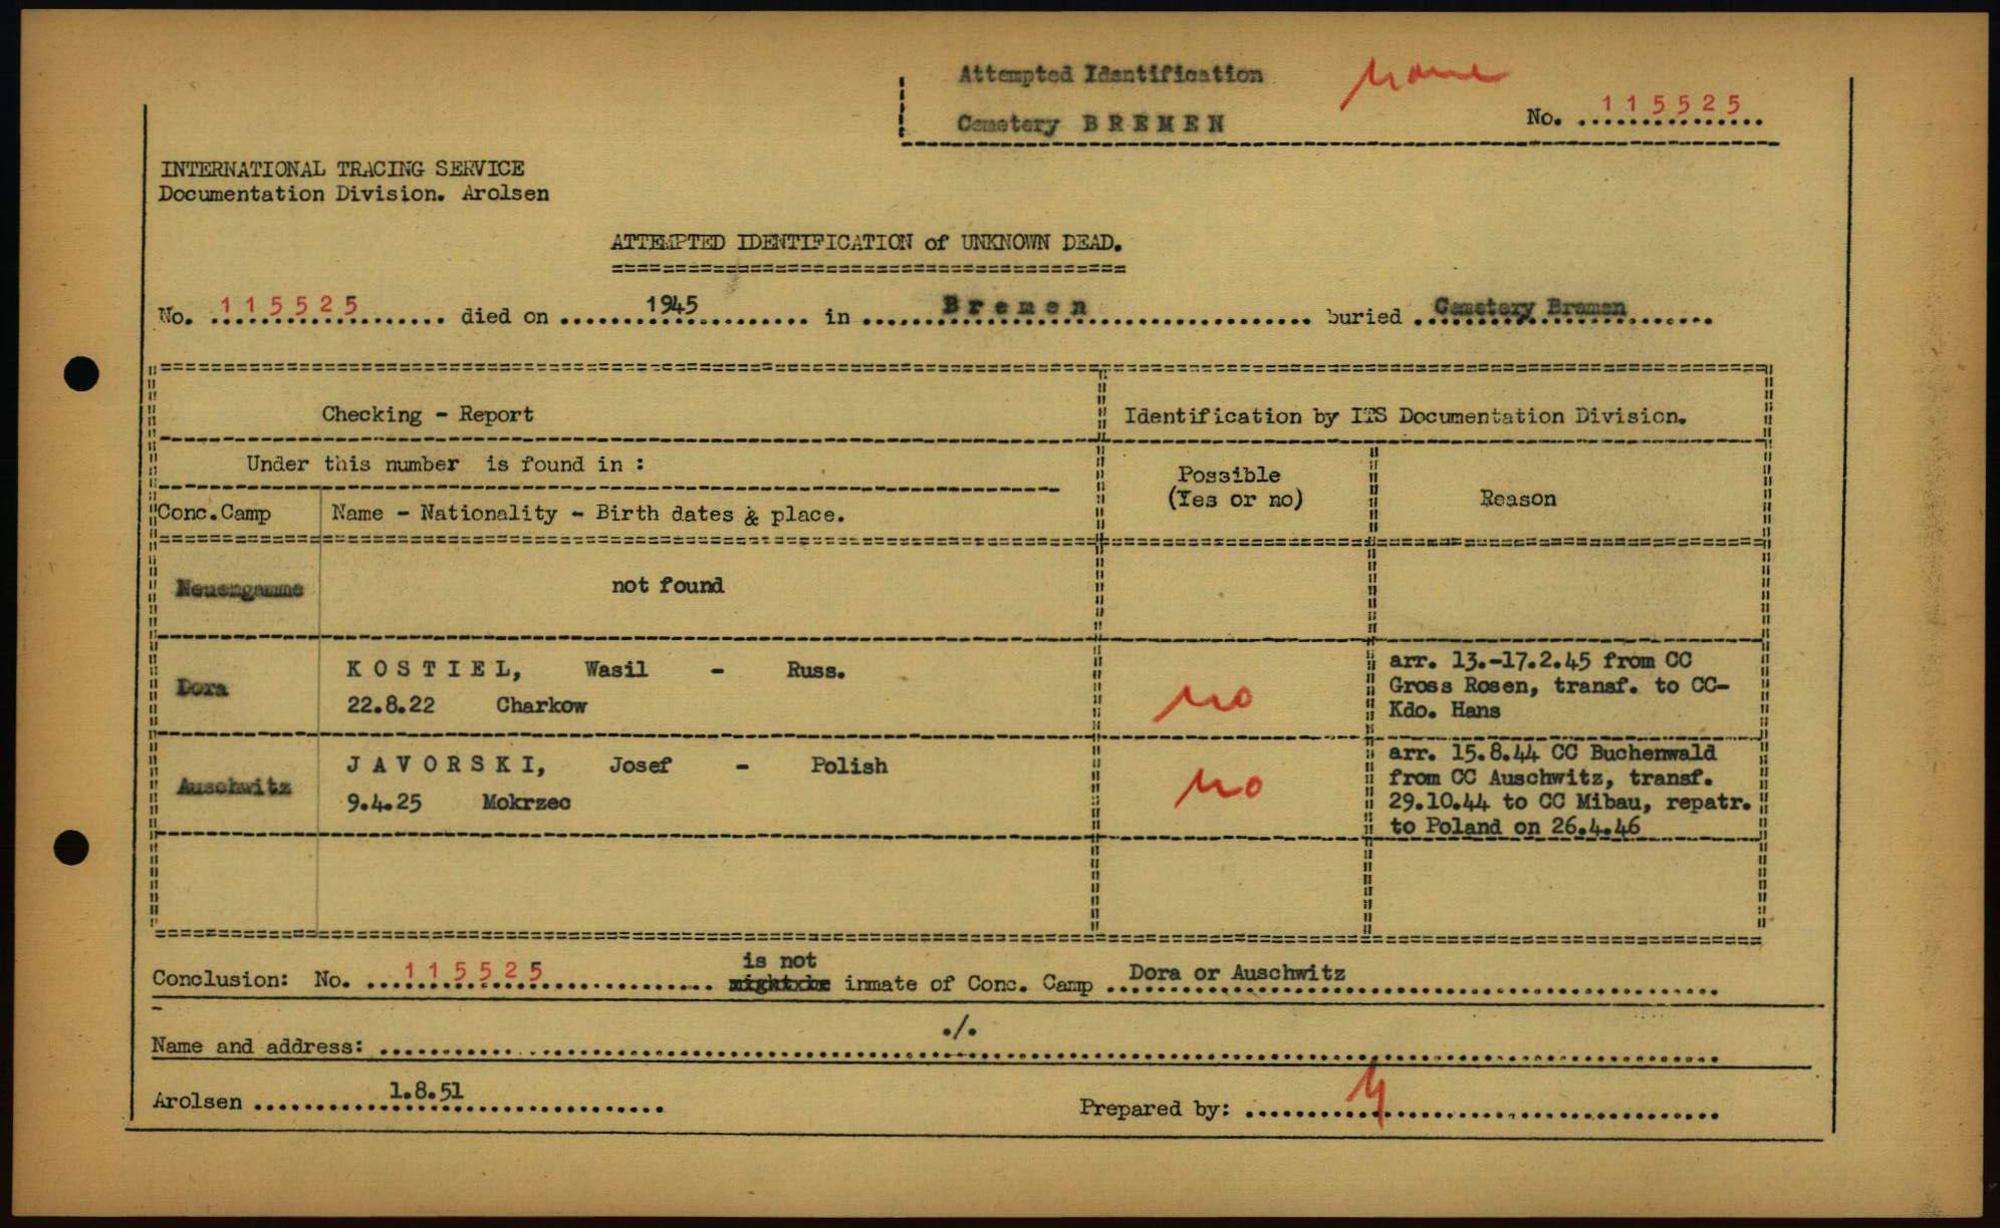 Attempted Identification
none
Cemetery BREMEN
No. 115525
INTERNATIONAL TRACING SERVICE
Documentation Division. Arolsen
ATTEMPTED IDENTIFICATION of UNKNOWN DEAD.
No. 115525 died on 1945 in Bremen buried Cemetery Bremen
Checking - Report
Identification by ITS Documentation Division.
Under this number is found in :
Possible
(Yes or no)
Reason
Conc.Camp
Name - Nationality - Birth dates & place.
Neuengamme
not found
Dora
KOSTIEL, Wasil - Russ.
22.8.22 Charkow
no
arr. 13.-17.2.45 from CC
Gross Rosen, transf. to CC-
Kdo. Hans
Auschwitz
JAVORSKI, Josef - Polish
9.4.25 Mokrzec
no
arr. 15.8.44 CC Buchenwald
from CC Auschwitz, transf.
29.10.44 to CC Mibau, repatr.
to Poland on 26.4.46
is not
Conclusion: No. 115525 might be inmate of Conc. Camp Dora or Auschwitz
Name and address: ./.
Arolsen 1.8.51
Prepared by: